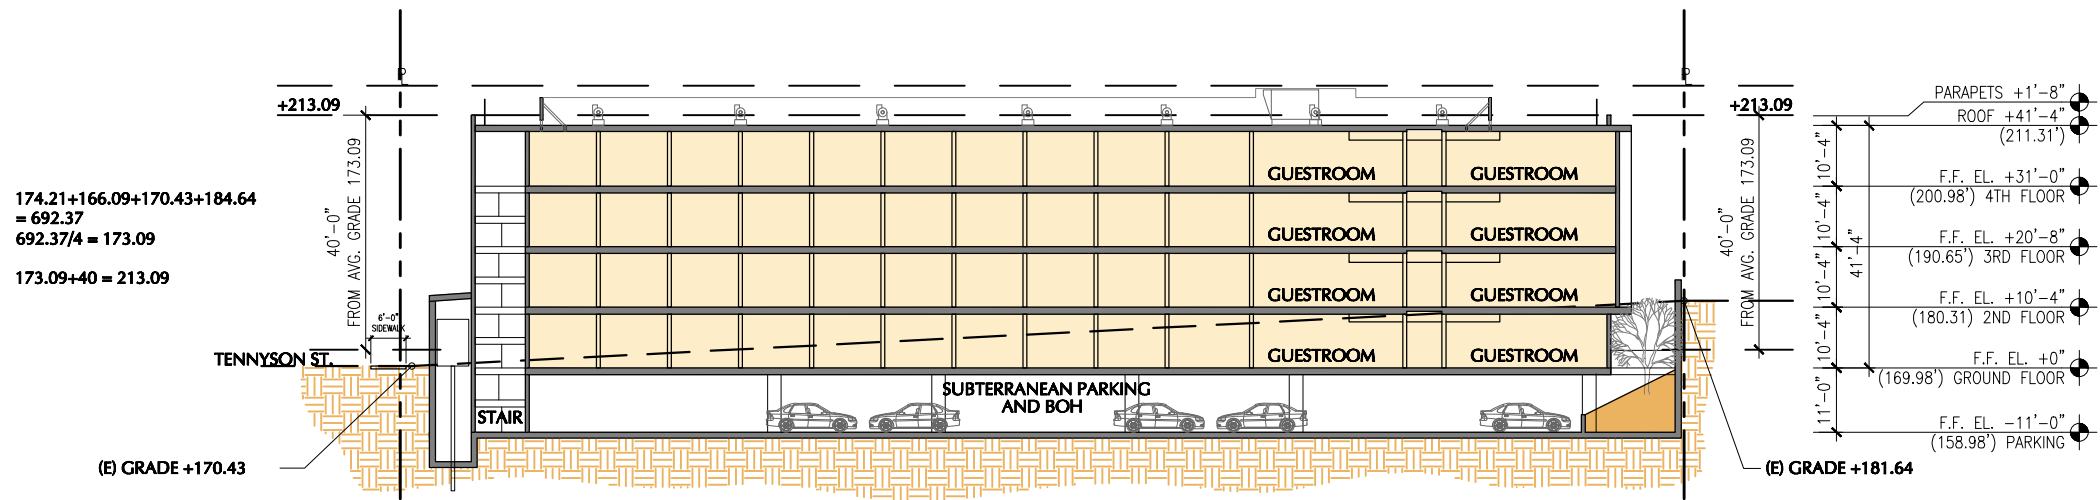 174.21+166.09+170.43+184.64
= 692.37
692.37/4 = 173.09
173.09+40 = 213.09
+213.09
40'-0"
FROM AVG. GRADE 173.09
6'-0"
SIDEWALK
TENNYSON ST.
(E) GRADE +170.43
GUESTROOM GUESTROOM
GUESTROOM GUESTROOM
GUESTROOM GUESTROOM
GUESTROOM GUESTROOM
SUBTERRANEAN PARKING
AND BOH
STAIR
+213.09
40'-0"
FROM AVG. GRADE 173.09
(E) GRADE +181.64
10'-4"
10'-4"
10'-4"
10'-4"
11'-0"
41'-4"
PARAPETS +1'-8"
ROOF +41'-4"
(211.31')
F.F. EL. +31'-0"
(200.98') 4TH FLOOR
F.F. EL. +20'-8"
(190.65') 3RD FLOOR
F.F. EL. +10'-4"
(180.31) 2ND FLOOR
F.F. EL. +0"
(169.98') GROUND FLOOR
F.F. EL. -11'-0"
(158.98') PARKING